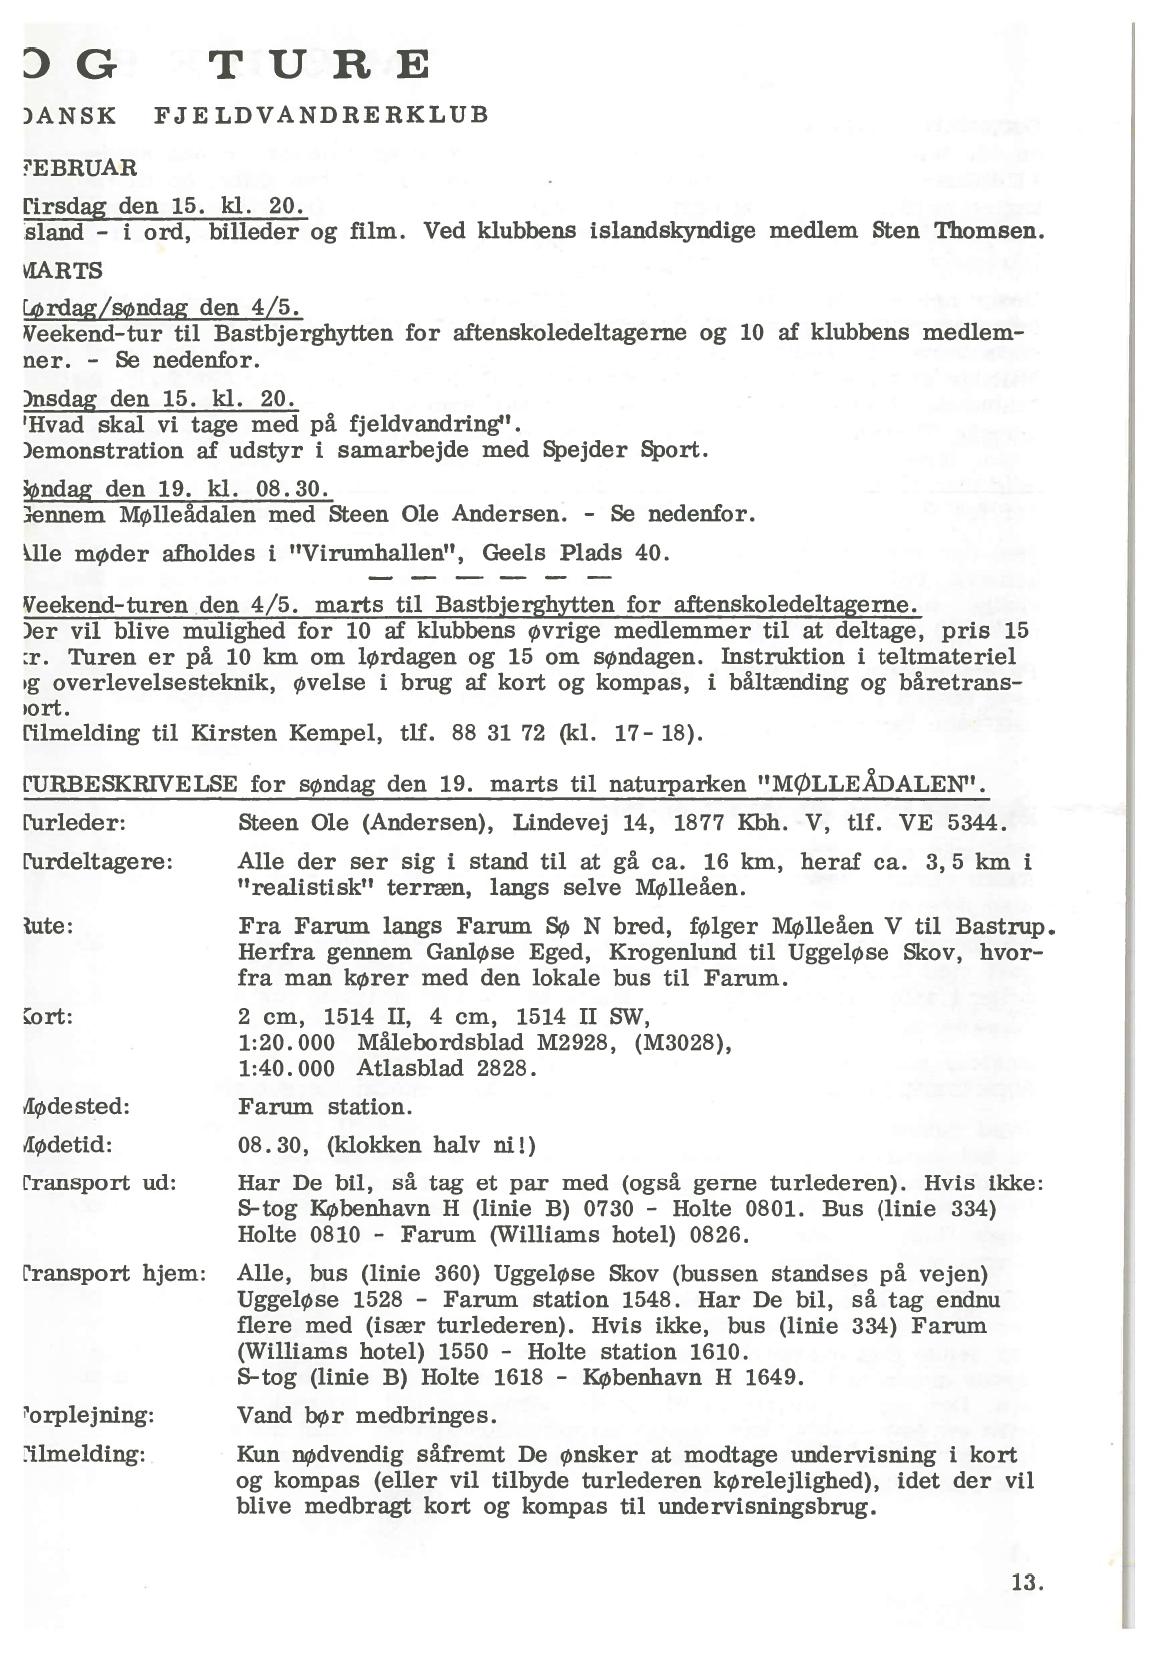 OG TURE
DANSK FJELDVANDRERKLUB
FEBRUAR
Tirsdag den 15. kl. 20.
Island - i ord, billeder og film. Ved klubbens islandskyndige medlem Sten Thomsen.
MARTS
Lørdag/søndag den 4/5.
Weekend-tur til Bastbjerghytten for aftenskoledeltagerne og 10 af klubbens medlem-
mer. - Se nedenfor.
Onsdag den 15. kl. 20.
"Hvad skal vi tage med på fjeldvandring".
Demonstration af udstyr i samarbejde med Spejder Sport.
Søndag den 19. kl. 08.30.
Gennem Mølleådalen med Steen Ole Andersen. - Se nedenfor.
Alle møder afholdes i "Virumhallen", Geels Plads 40.
— — — — — —
Weekend-turen den 4/5. marts til Bastbjerghytten for aftenskoledeltagerne.
Der vil blive mulighed for 10 af klubbens øvrige medlemmer til at deltage, pris 15
kr. Turen er på 10 km om lørdagen og 15 om søndagen. Instruktion i teltmateriel
og overlevelsesteknik, øvelse i brug af kort og kompas, i båltænding og båretrans-
port.
Tilmelding til Kirsten Kempel, tlf. 88 31 72 (kl. 17- 18).
TURBESKRIVELSE for søndag den 19. marts til naturparken "MØLLEÅDALEN".
Turleder: Steen Ole (Andersen), Lindevej 14, 1877 Kbh. V, tlf. VE 5344.
Turdeltagere: Alle der ser sig i stand til at gå ca. 16 km, heraf ca. 3,5 km i
"realistisk" terræn, langs selve Mølleåen.
Rute: Fra Farum langs Farum Sø N bred, følger Mølleåen V til Bastrup.
Herfra gennem Ganløse Eged, Krogenlund til Uggeløse Skov, hvor-
fra man kører med den lokale bus til Farum.
Kort: 2 cm, 1514 II, 4 cm, 1514 II SW,
1:20.000 Målebordsblad M2928, (M3028),
1:40.000 Atlasblad 2828.
Mødested: Farum station.
Mødetid: 08.30, (klokken halv ni!)
Transport ud: Har De bil, så tag et par med (også gerne turlederen). Hvis ikke:
S-tog København H (linie B) 0730 - Holte 0801. Bus (linie 334)
Holte 0810 - Farum (Williams hotel) 0826.
Transport hjem: Alle, bus (linie 360) Uggeløse Skov (bussen standses på vejen)
Uggeløse 1528 - Farum station 1548. Har De bil, så tag endnu
flere med (især turlederen). Hvis ikke, bus (linie 334) Farum
(Williams hotel) 1550 - Holte station 1610.
S-tog (linie B) Holte 1618 - København H 1649.
Forplejning: Vand bør medbringes.
Tilmelding: Kun nødvendig såfremt De ønsker at modtage undervisning i kort
og kompas (eller vil tilbyde turlederen kørelejlighed), idet der vil
blive medbragt kort og kompas til undervisningsbrug.
13.